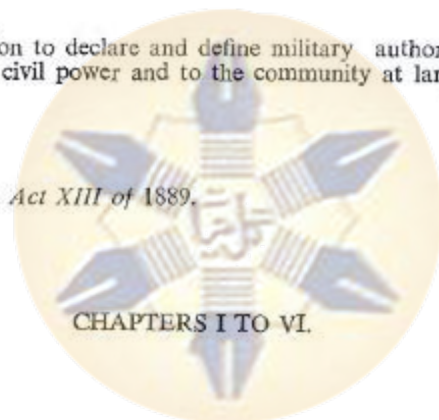 on to declare and define military author
civil power and to the community at lar
Act XIII of 1889.
CHAPTERS I TO VI.